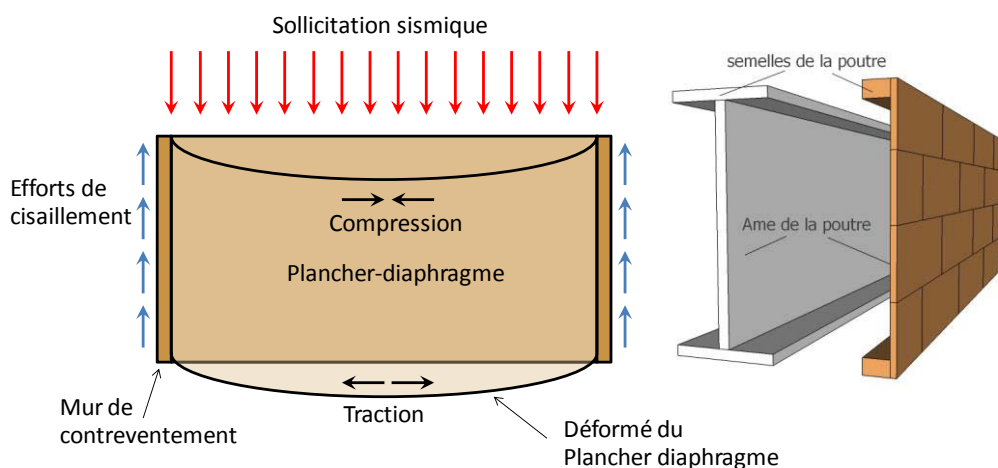 Sollicitation sismique
semelles de la poutre
Efforts de
cisaillement
Compression
Plancher-diaphragme
Ame de la poutre
Traction
Mur de
contreventement
Déformé du
Plancher diaphragme